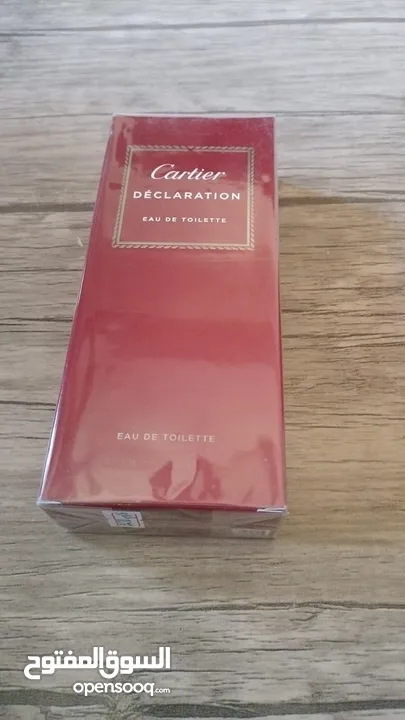 Cartier
DÉCLARATION
EAU DE TOILETTE
EAU DE TOILETTE
السوق المفتوح
opensooq.com